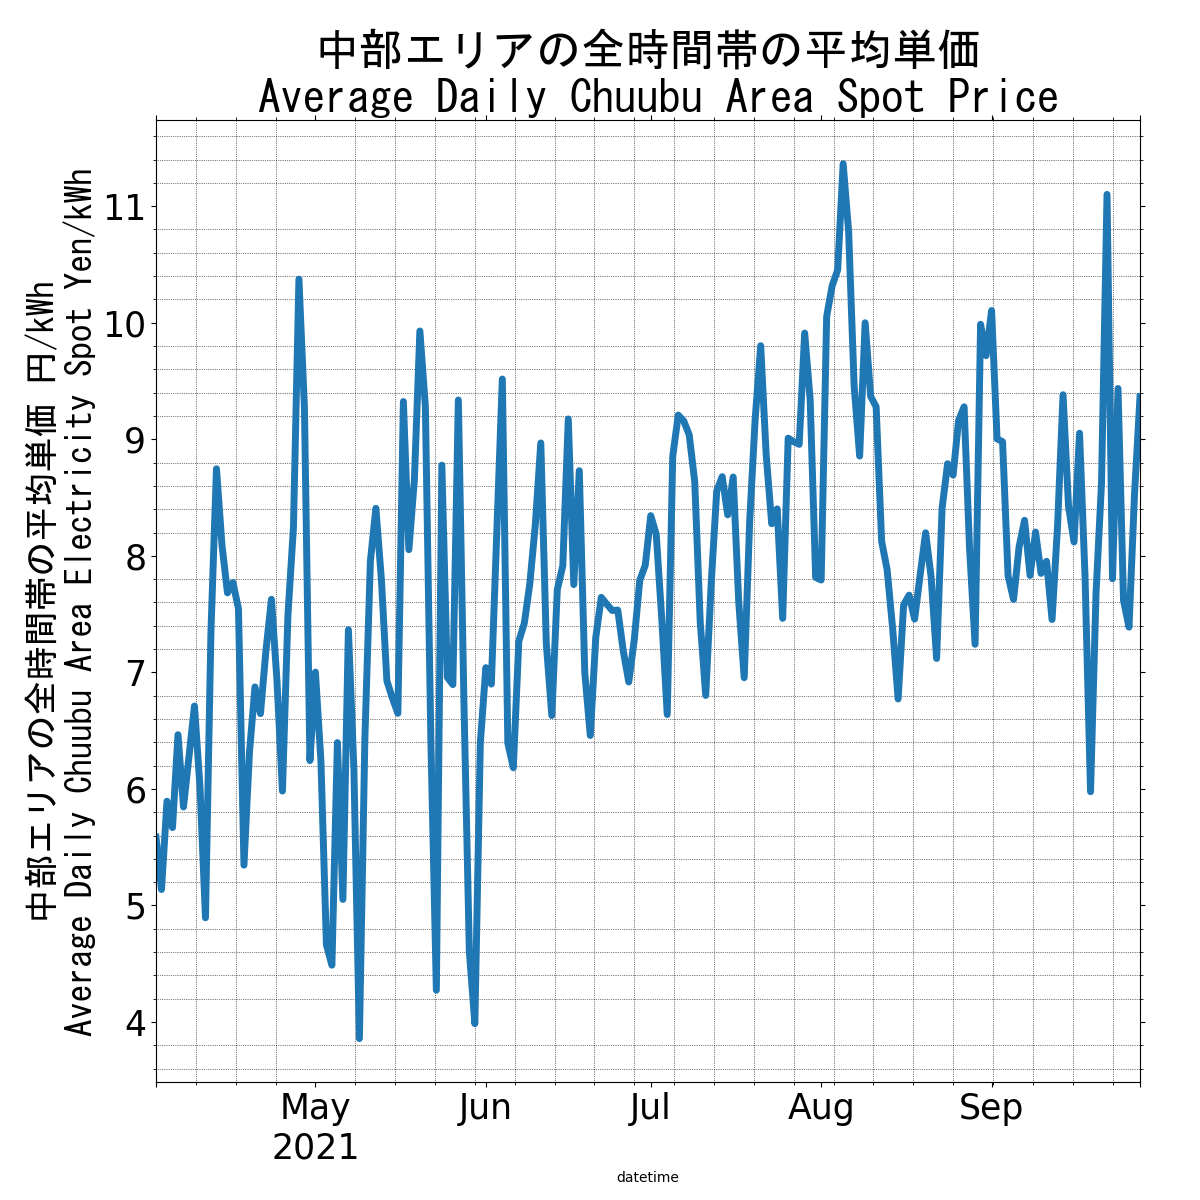 中部エリアの全時間帯の平均単価
Average Daily Chuubu Area Spot Price
中部エリアの全時間帯の平均単価 円/kWh
Average Daily Chuubu Area Electricity Spot Yen/kWh
11
10
9
8
7
6
5
4
May
2021
Jun
Jul
Aug
Sep
datetime